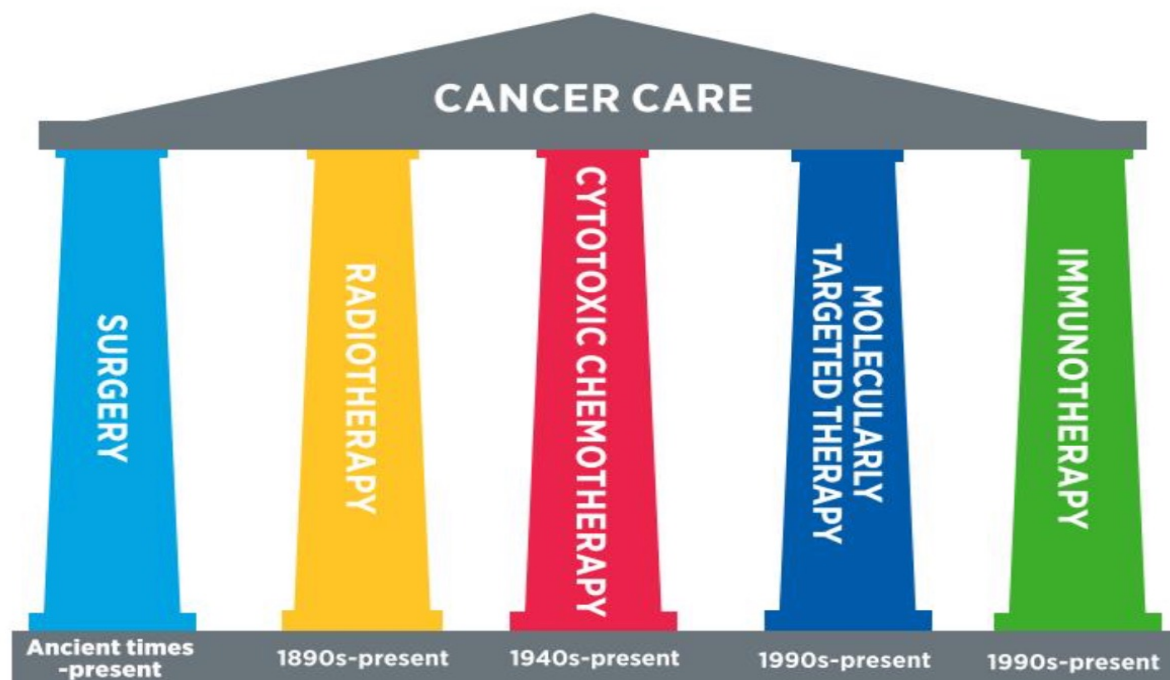 CANCER CARE
SURGERY
RADIOTHERAPY
CYTOTOXIC CHEMOTHERAPY
MOLECULARLY
TARGETED THERAPY
IMMUNOTHERAPY
Ancient times
-present
1890s-present
1940s-present
1990s-present
1990s-present